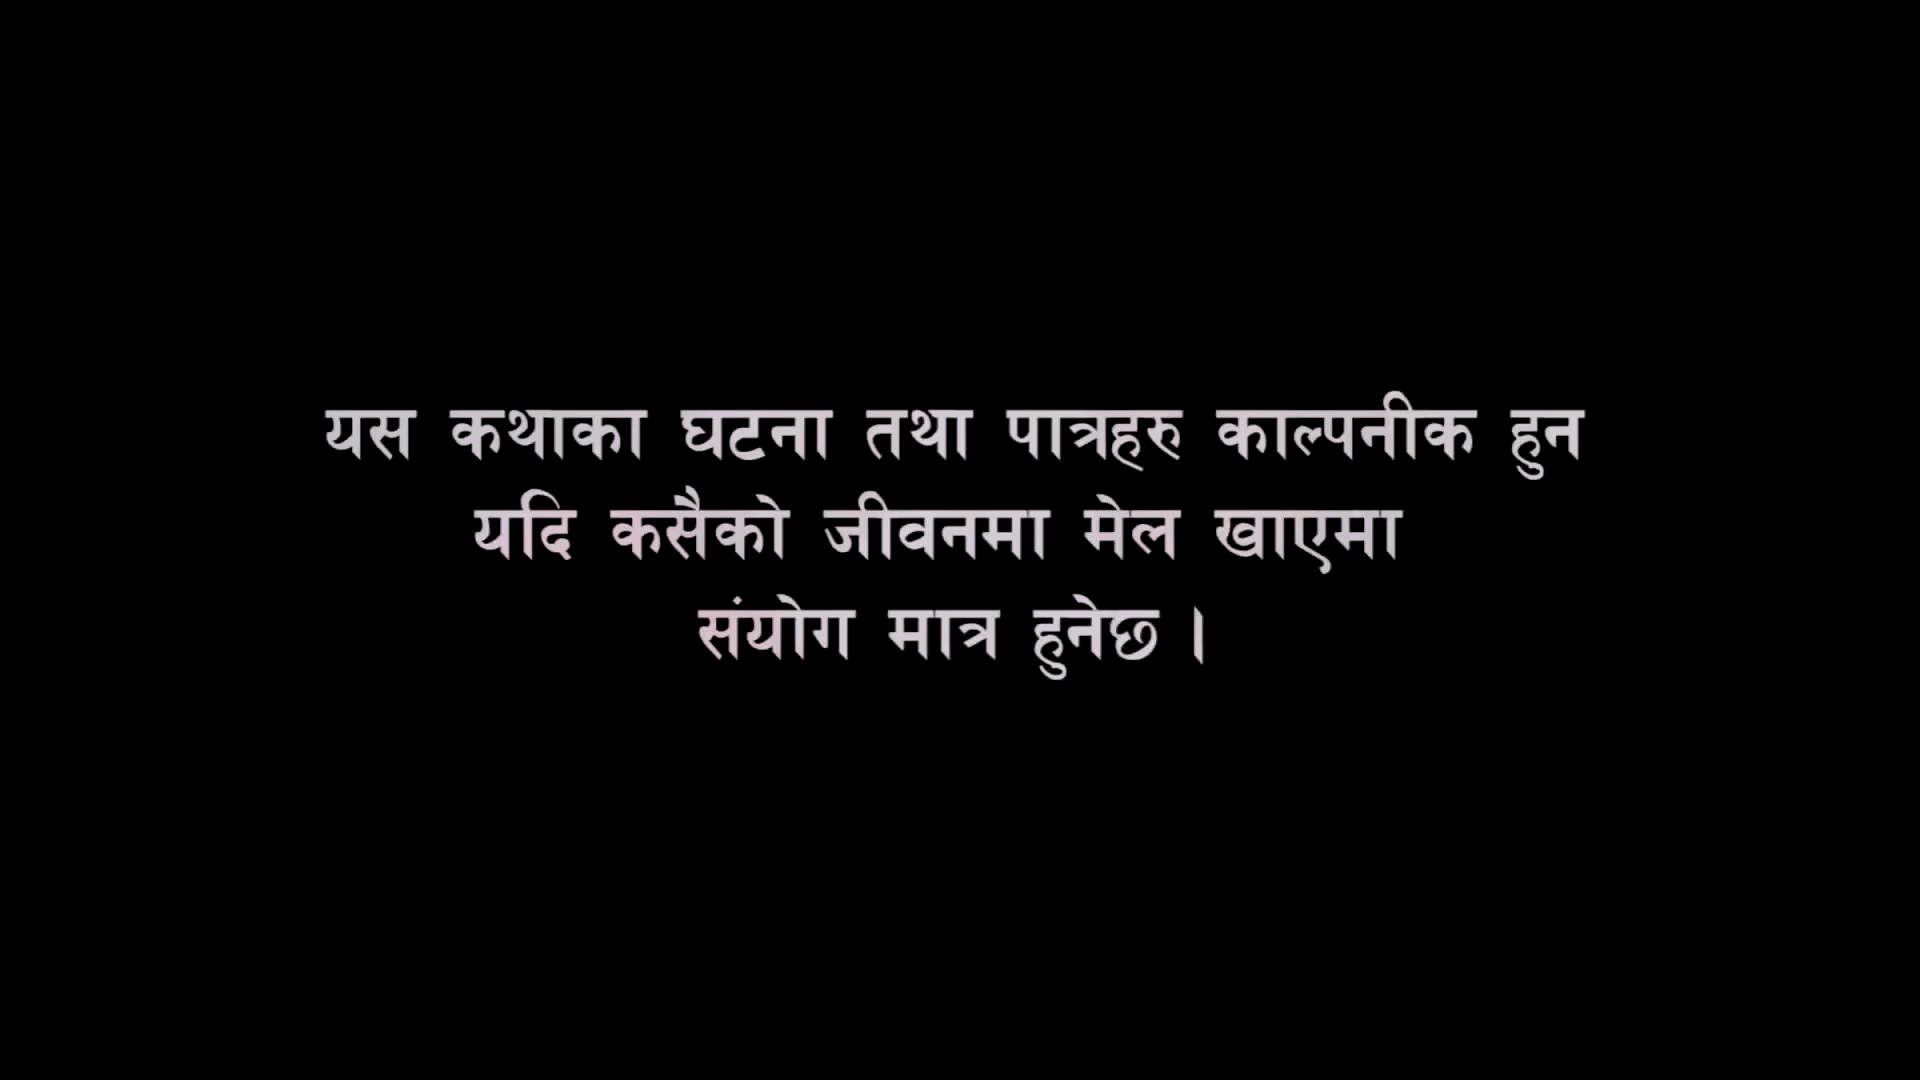 यस कथाका घटना तथा पात्रहरु काल्पनीक हुन
यदि कसैको जीवनमा मेल खाएमा
संयोग मात्र हुनेछ ।